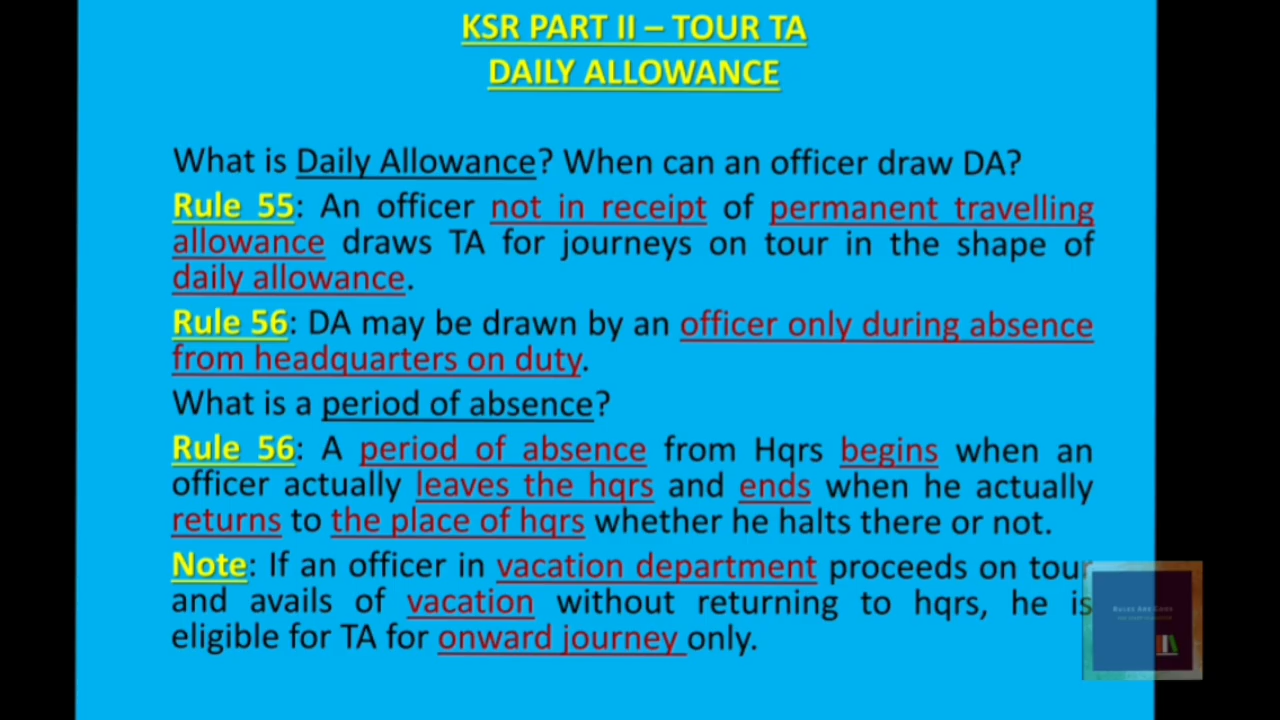 KSR PART II – TOUR TA
DAILY ALLOWANCE
What is Daily Allowance? When can an officer draw DA?
Rule 55: An officer not in receipt of permanent travelling
allowance draws TA for journeys on tour in the shape of
daily allowance.
Rule 56: DA may be drawn by an officer only during absence
from headquarters on duty.
What is a period of absence?
Rule 56: A period of absence from Hqrs begins when an
officer actually leaves the hqrs and ends when he actually
returns to the place of hqrs whether he halts there or not.
Note: If an officer in vacation department proceeds on tour
and avails of vacation without returning to hqrs, he is
eligible for TA for onward journey only.